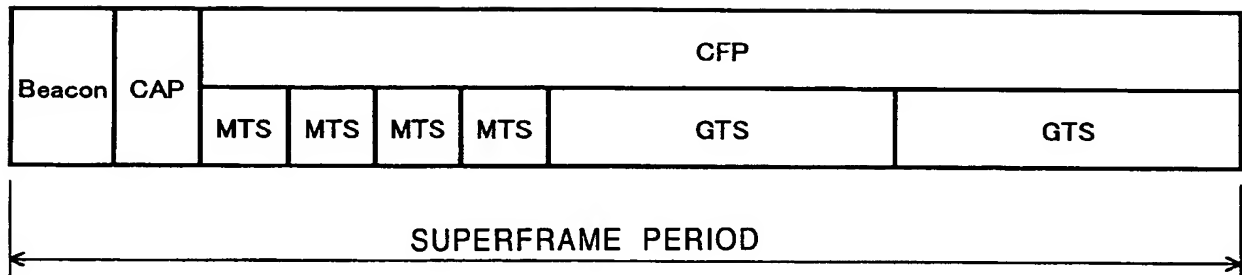 CFP
Beacon CAP
MTS MTS MTS MTS GTS GTS
SUPERFRAME PERIOD